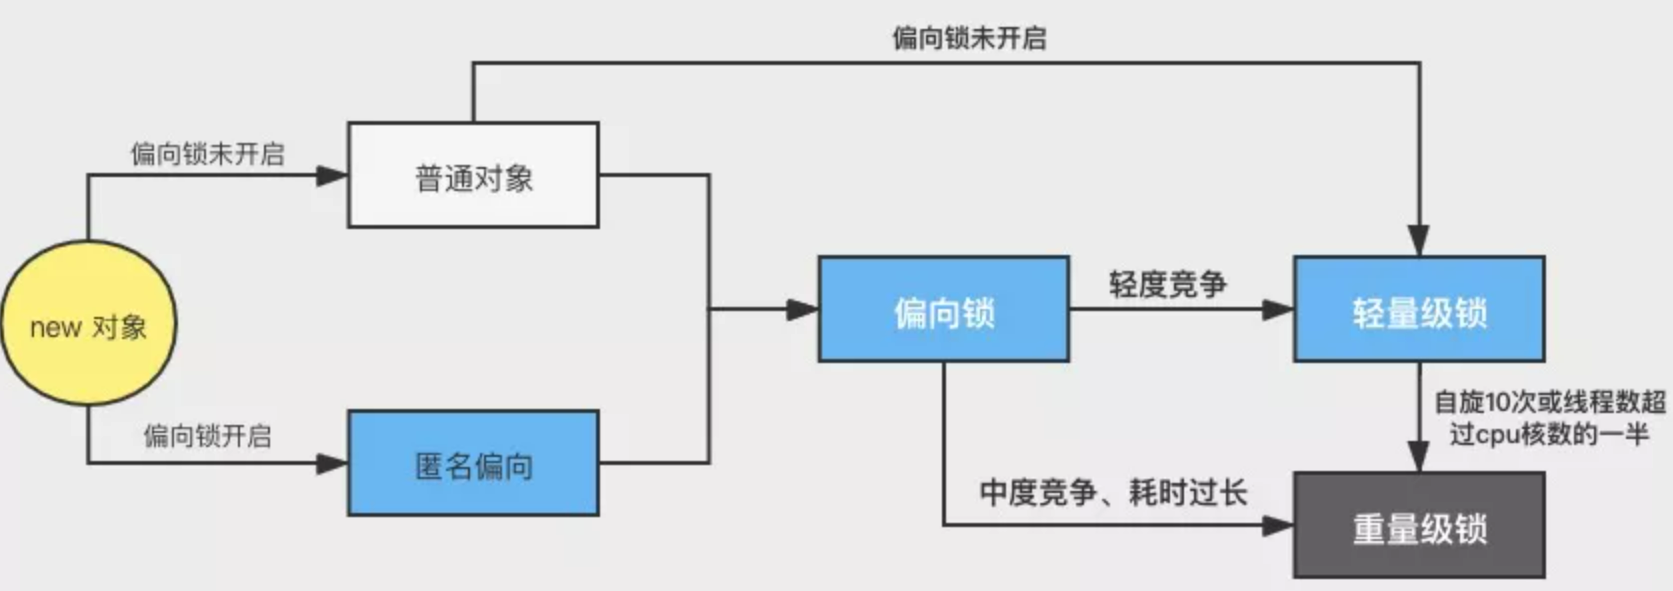 偏向锁未开启
偏向锁未开启
普通对象
new 对象
偏向锁
轻度竞争
轻量级锁
偏向锁开启
匿名偏向
自旋10次或线程数超
过cpu核数的一半
中度竞争、耗时过长
重量级锁